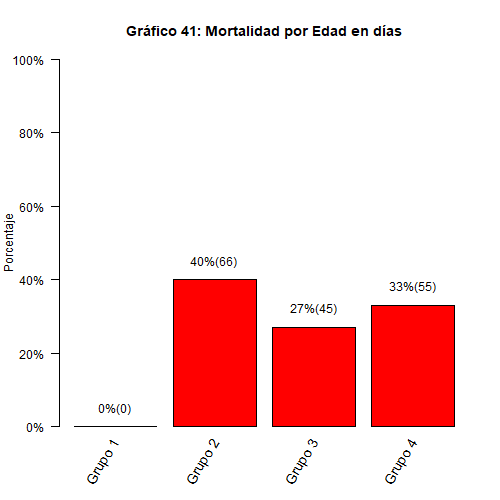 Gráfico 41: Mortalidad por Edad en días
Porcentaje
100%
80%
60%
40%
20%
0%
0%(0)
40%(66)
27%(45)
33%(55)
Grupo 1
Grupo 2
Grupo 3
Grupo 4